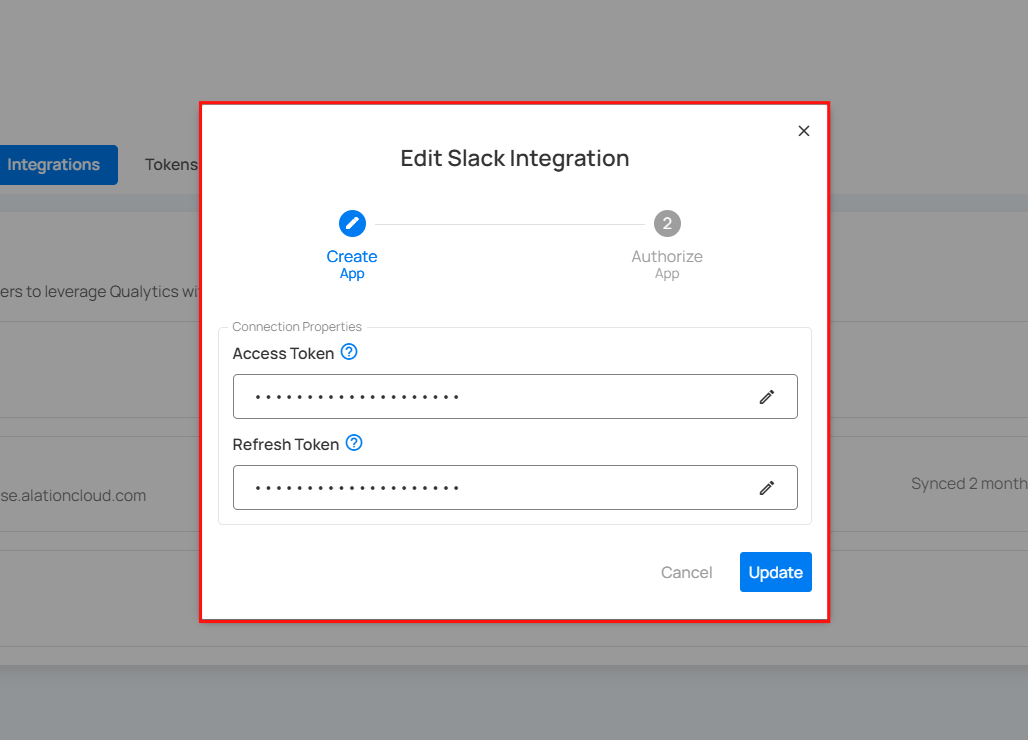 Edit Slack Integration
Integrations
Tokens
2
Create
App
Authorize
App
ers to leverage Qualytics
Connection Properties
Access Token
••••••••••••••••••••
Refresh Token
••••••••••••••••••••
se.alationcloud.com
Synced 2 month
Cancel
Update